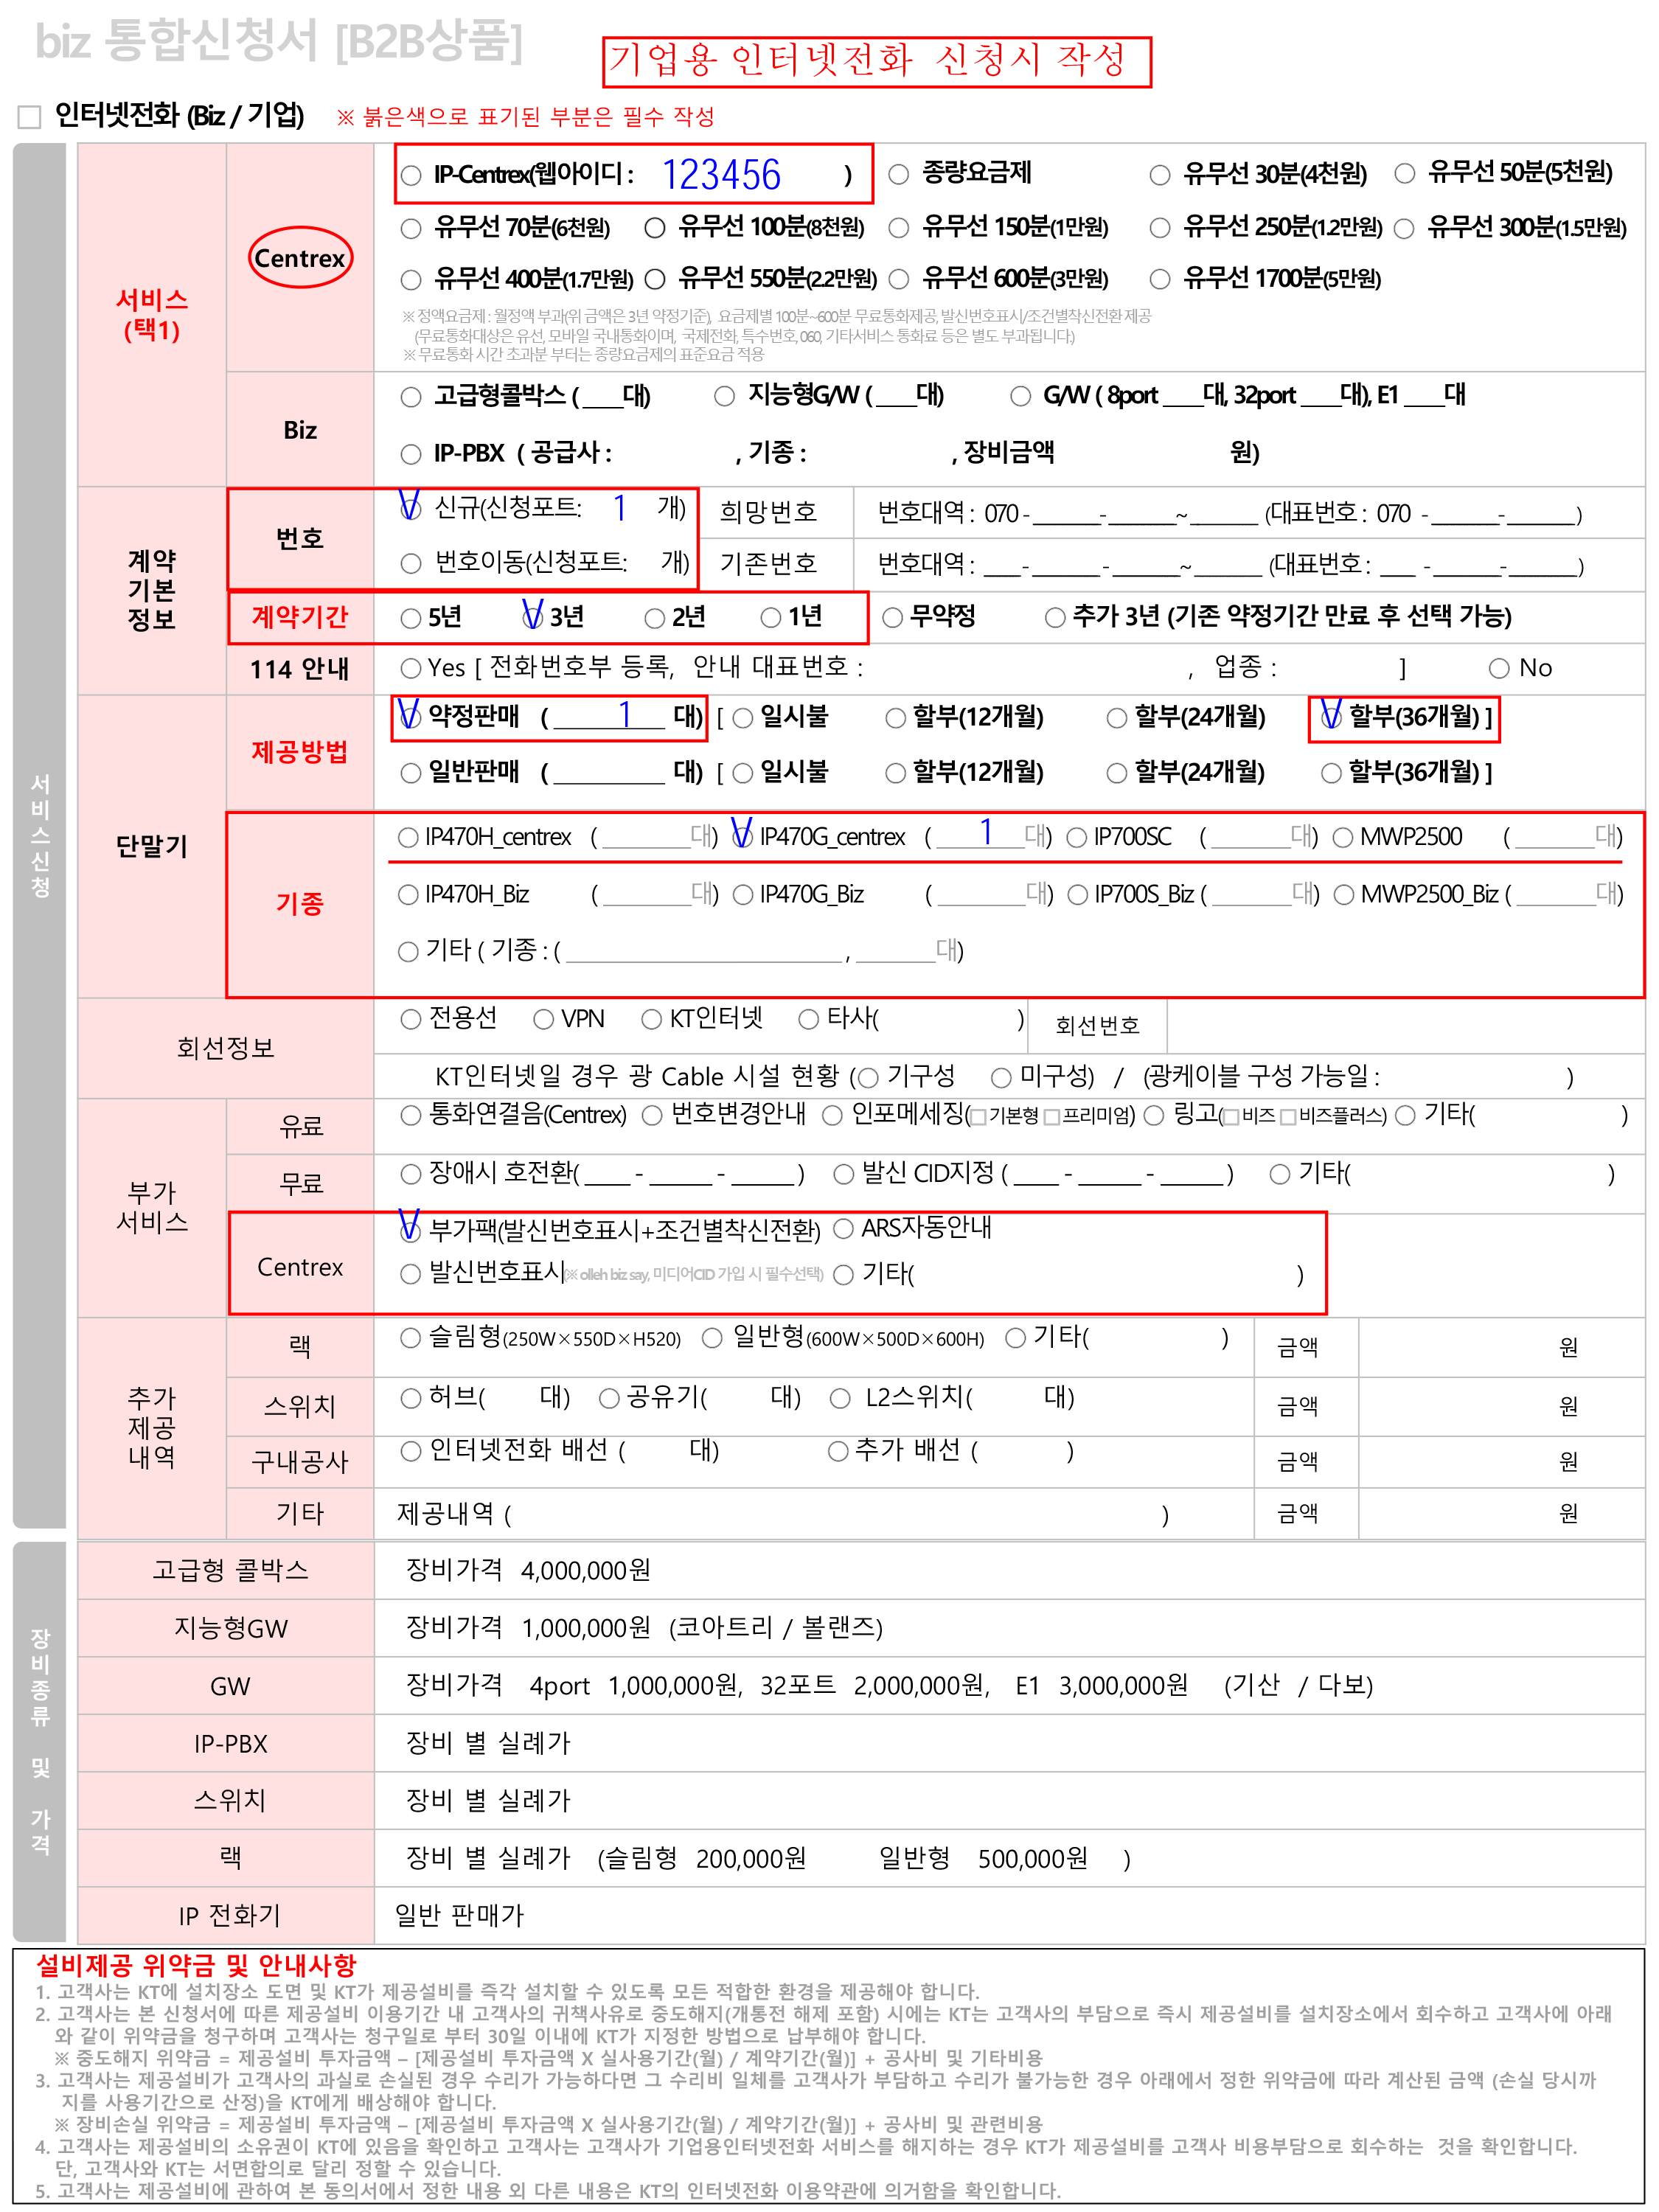 biz 통합신청서 [B2B상품]
기업용 인터넷전화 신청시 작성
인터넷전화 (Biz / 기업) ※ 붉은색으로 표기된 부분은 필수 작성
서비스신청
서비스
(택1)
Centrex
IP-Centrex(웹아이디 : 123456 ) 종량요금제 유무선 30분(4천원) 유무선 50분(5천원)
유무선 70분(6천원) 유무선 100분(8천원) 유무선 150분(1만원) 유무선 250분(1.2만원) 유무선 300분(1.5만원)
유무선 400분(1.7만원) 유무선 550분(2.2만원) 유무선 600분(3만원) 유무선 1700분(5만원)
※ 정액요금제 : 월정액 부과(위 금액은 3년 약정기준), 요금제별 100분~600분 무료통화제공, 발신번호표시/조건별착신전환 제공
(무료통화대상은 유선, 모바일 국내통화이며, 국제전화, 특수번호, 060, 기타서비스 통화료 등은 별도 부과됩니다.)
※ 무료통화 시간 초과분 부터는 종량요금제의 표준요금 적용
Biz
고급형콜박스 ( ____대) 지능형G/W ( ____대) G/W ( 8port ____대, 32port ____대), E1 ____대
IP-PBX ( 공급사 : , 기종 : , 장비금액 원)
계약
기본
정보
번호
V 신규(신청포트: 1 개) 희망번호 번호대역 : 070 - ______-______~______ (대표번호 : 070 - ______-______)
번호이동(신청포트: 개) 기존번호 번호대역 : ___-______-______~______ (대표번호 : ___ - ______-______)
계약기간 5년 V 3년 2년 1년 무약정 추가 3년 (기존 약정기간 만료 후 선택 가능)
114 안내 Yes [ 전화번호부 등록, 안내 대표번호 : , 업종 : ] No
단말기
제공방법
V 약정판매 ( ____1____ 대) [ 일시불 할부(12개월) 할부(24개월) V 할부(36개월) ]
일반판매 ( ________ 대) [ 일시불 할부(12개월) 할부(24개월) 할부(36개월) ]
기종
IP470H_centrex ( ______대) V IP470G_centrex ( ___1___대) IP700SC ( ______대) MWP2500 ( ______대)
IP470H_Biz ( ______대) IP470G_Biz ( ______대) IP700S_Biz ( ______대) MWP2500_Biz ( ______대)
기타 ( 기종 : ( ____________________ , ______대)
회선정보
전용선 VPN KT인터넷 타사( ) 회선번호
KT인터넷일 경우 광 Cable 시설 현황 ( 기구성 미구성) / (광케이블 구성 가능일 : )
부가
서비스
유료 통화연결음(Centrex) 번호변경안내 인포메세징( 기본형 프리미엄) 링고( 비즈 비즈플러스) 기타( )
무료 장애시 호전환( ____ - _____ - _____ ) 발신 CID지정 ( ____ - _____ - _____ ) 기타( )
Centrex
V 부가팩(발신번호표시+조건별착신전환) ARS자동안내
발신번호표시(※ olleh biz say, 미디어CID 가입 시 필수선택) 기타( )
추가
제공
내역
랙 슬림형(250W×550D×H520) 일반형(600W×500D×600H) 기타( ) 금액 원
스위치 허브( 대) 공유기( 대) L2스위치( 대) 금액 원
구내공사 인터넷전화 배선 ( 대) 추가 배선 ( ) 금액 원
기타 제공내역 ( ) 금액 원
장비종류 및 가격
고급형 콜박스 장비가격 4,000,000원
지능형GW 장비가격 1,000,000원 (코아트리 / 볼랜즈)
GW 장비가격 4port 1,000,000원, 32포트 2,000,000원, E1 3,000,000원 (기산 / 다보)
IP-PBX 장비 별 실례가
스위치 장비 별 실례가
랙 장비 별 실례가 (슬림형 200,000원 일반형 500,000원 )
IP 전화기 일반 판매가
설비제공 위약금 및 안내사항
1. 고객사는 KT에 설치장소 도면 및 KT가 제공설비를 즉각 설치할 수 있도록 모든 적합한 환경을 제공해야 합니다.
2. 고객사는 본 신청서에 따른 제공설비 이용기간 내 고객사의 귀책사유로 중도해지(개통전 해제 포함) 시에는 KT는 고객사의 부담으로 즉시 제공설비를 설치장소에서 회수하고 고객사에 아래
와 같이 위약금을 청구하며 고객사는 청구일로 부터 30일 이내에 KT가 지정한 방법으로 납부해야 합니다.
※ 중도해지 위약금 = 제공설비 투자금액 – [제공설비 투자금액 X 실사용기간(월) / 계약기간(월)] + 공사비 및 기타비용
3. 고객사는 제공설비가 고객사의 과실로 손실된 경우 수리가 가능하다면 그 수리비 일체를 고객사가 부담하고 수리가 불가능한 경우 아래에서 정한 위약금에 따라 계산된 금액 (손실 당시까
지를 사용기간으로 산정)을 KT에게 배상해야 합니다.
※ 장비손실 위약금 = 제공설비 투자금액 – [제공설비 투자금액 X 실사용기간(월) / 계약기간(월)] + 공사비 및 관련비용
4. 고객사는 제공설비의 소유권이 KT에 있음을 확인하고 고객사는 고객사가 기업용인터넷전화 서비스를 해지하는 경우 KT가 제공설비를 고객사 비용부담으로 회수하는 것을 확인합니다.
단, 고객사와 KT는 서면합의로 달리 정할 수 있습니다.
5. 고객사는 제공설비에 관하여 본 동의서에서 정한 내용 외 다른 내용은 KT의 인터넷전화 이용약관에 의거함을 확인합니다.